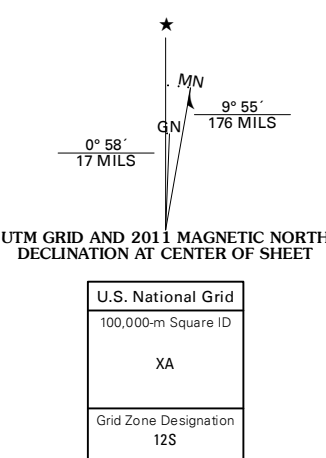 ★
MN
GN
9° 55´
176 MILS
0° 58´
17 MILS
UTM GRID AND 2011 MAGNETIC NORTH
DECLINATION AT CENTER OF SHEET
U.S. National Grid
100,000-m Square ID
XA
Grid Zone Designation
12S